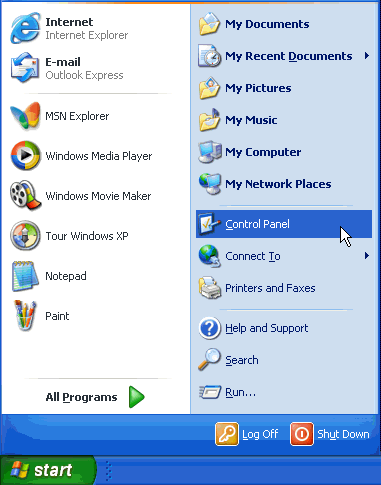 Internet
Internet Explorer
E-mail
Outlook Express
MSN Explorer
Windows Media Player
Windows Movie Maker
Tour Windows XP
Notepad
Paint
All Programs
My Documents
My Recent Documents
My Pictures
My Music
My Computer
My Network Places
Control Panel
Connect To
Printers and Faxes
Help and Support
Search
Run...
Log Off
Shut Down
start